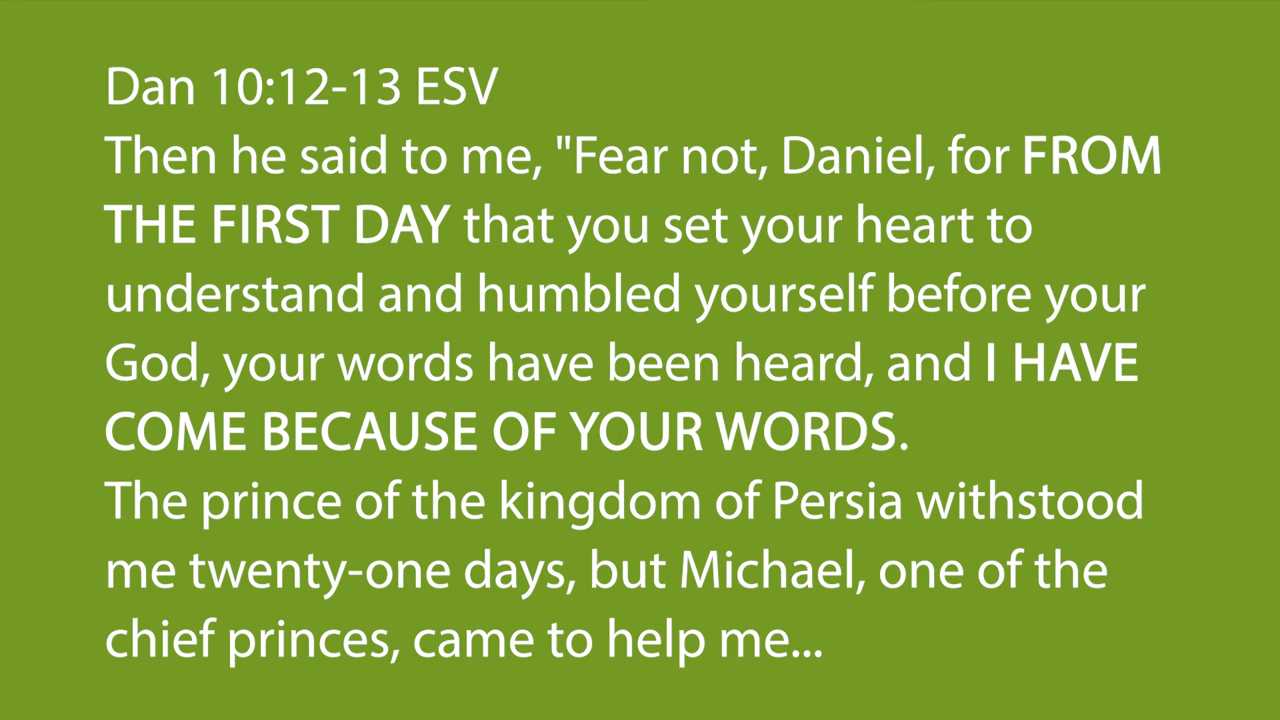 Dan 10:12-13 ESV
Then he said to me, "Fear not, Daniel, for FROM
THE FIRST DAY that you set your heart to
understand and humbled yourself before your
God, your words have been heard, and I HAVE
COME BECAUSE OF YOUR WORDS.
The prince of the kingdom of Persia withstood
me twenty-one days, but Michael, one of the
chief princes, came to help me...